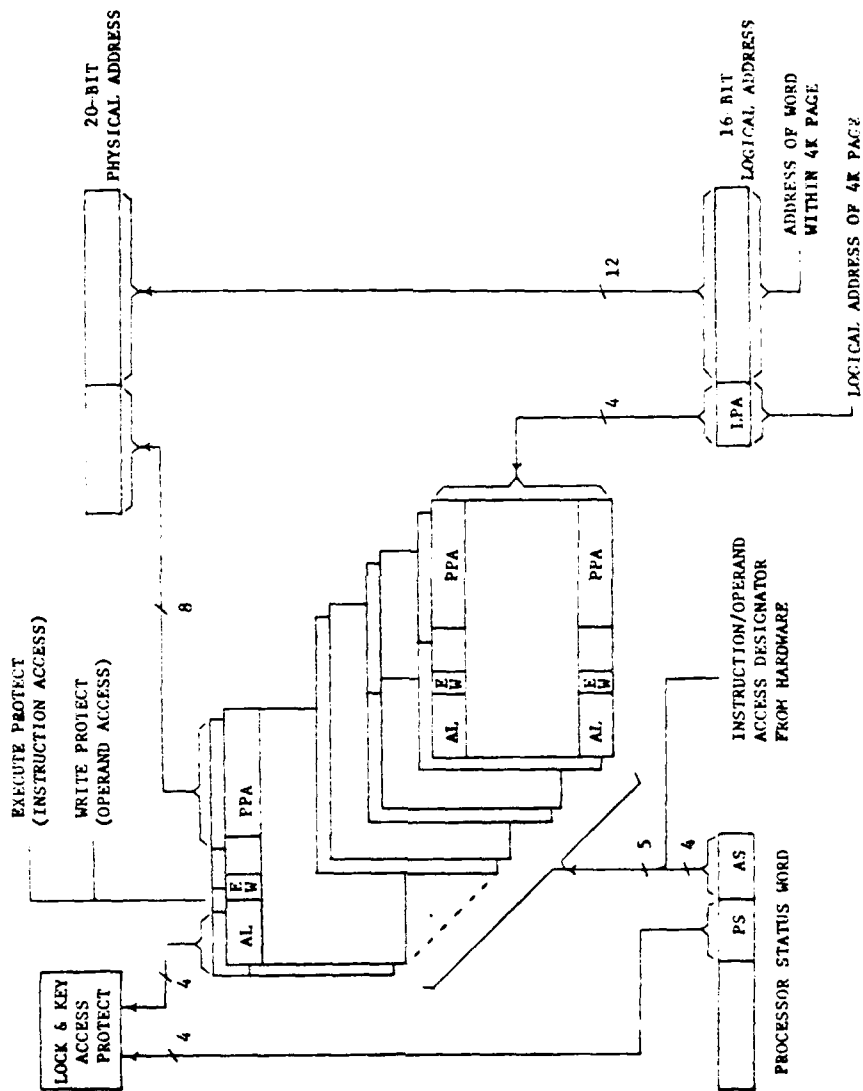 20-BIT
PHYSICAL ADDRESS
EXECUTE PROTECT
(INSTRUCTION ACCESS)
WRITE PROTECT
(OPERAND ACCESS)
LOCK & KEY
ACCESS
PROTECT
4
4
8
12
AL
E
W
PPA
AL
E
W
PPA
AL
E
W
PPA
4
5
4
INSTRUCTION/OPERAND
ACCESS DESIGNATOR
FROM HARDWARE
PS
AS
PROCESSOR STATUS WORD
LPA
16-BIT
LOGICAL ADDRESS
ADDRESS OF WORD
WITHIN 4K PAGE
LOGICAL ADDRESS OF 4K PAGE